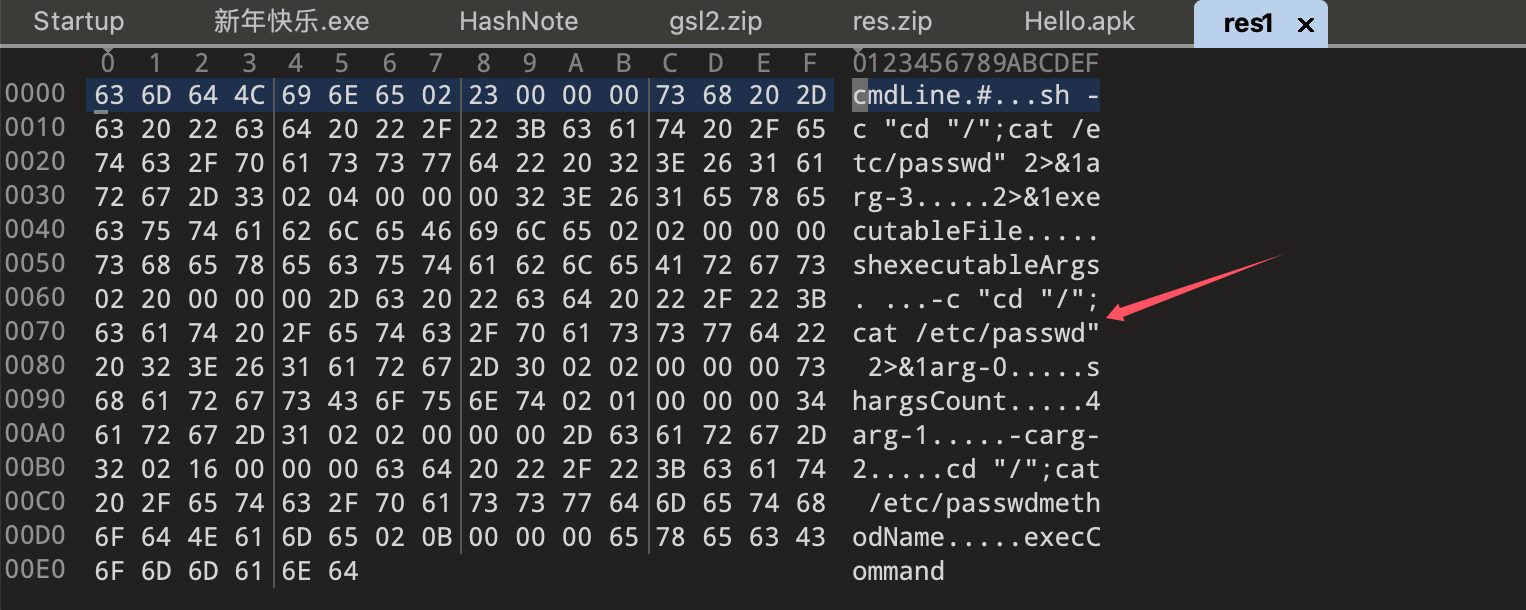 Startup 新年快乐.exe HashNote gsl2.zip res.zip Hello.apk res1 ×
0 1 2 3 4 5 6 7 8 9 A B C D E F 0123456789ABCDEF
0000 63 6D 64 4C 69 6E 65 02 23 00 00 00 73 68 20 2D cmdLine.#...sh -
0010 63 20 22 63 64 20 22 2F 22 3B 63 61 74 20 2F 65 c "cd "/";cat /e
0020 74 63 2F 70 61 73 73 77 64 22 20 32 3E 26 31 61 tc/passwd" 2>&1a
0030 72 67 2D 33 02 04 00 00 00 32 3E 26 31 65 78 65 rg-3.....2>&1exe
0040 63 75 74 61 62 6C 65 46 69 6C 65 02 02 00 00 00 cutableFile.....
0050 73 68 65 78 65 63 75 74 61 62 6C 65 41 72 67 73 shexecutableArgs
0060 02 20 00 00 00 2D 63 20 22 63 64 20 22 2F 22 3B . ...-c "cd "/";
0070 63 61 74 20 2F 65 74 63 2F 70 61 73 73 77 64 22 cat /etc/passwd"
0080 20 32 3E 26 31 61 72 67 2D 30 02 02 00 00 00 73  2>&1arg-0.....s
0090 68 61 72 67 73 43 6F 75 6E 74 02 01 00 00 00 34 hargsCount.....4
00A0 61 72 67 2D 31 02 02 00 00 00 2D 63 61 72 67 2D arg-1.....-carg-
00B0 32 02 16 00 00 00 63 64 20 22 2F 22 3B 63 61 74 2.....cd "/";cat
00C0 20 2F 65 74 63 2F 70 61 73 73 77 64 6D 65 74 68  /etc/passwdmeth
00D0 6F 64 4E 61 6D 65 02 0B 00 00 00 65 78 65 63 43 odName.....execC
00E0 6F 6D 6D 61 6E 64 ommand